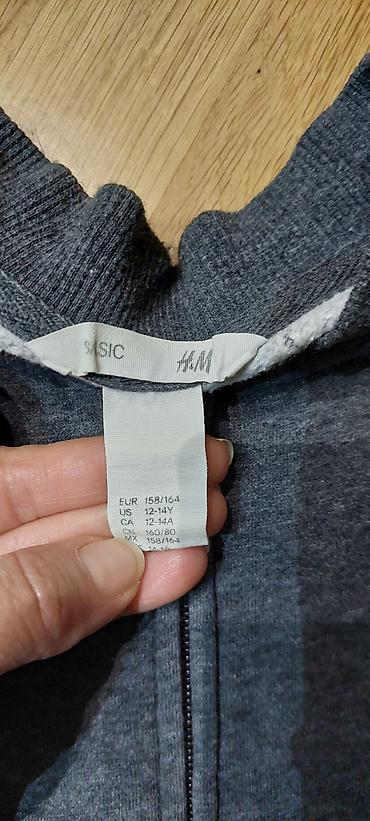 BASIC H&M
EUR 158/164
US 12-14Y
CA 12-14A
CN 160/80
MX 158/164